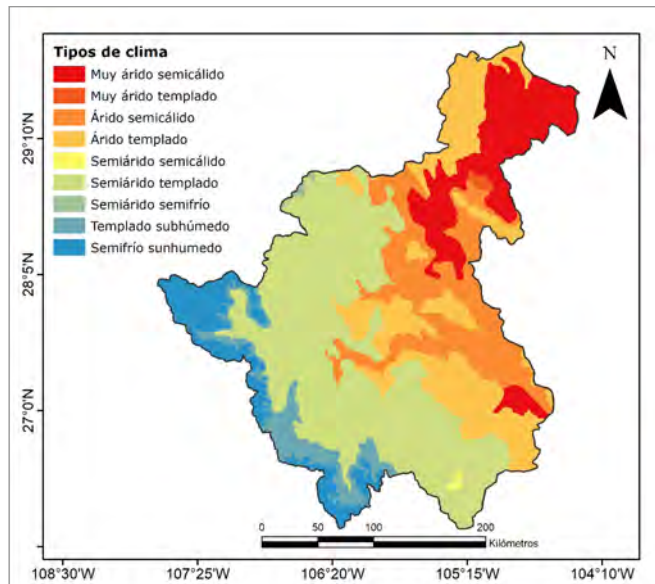 Tipos de clima
Muy árido semicálido
Muy árido templado
Árido semicálido
Árido templado
Semiárido semicálido
Semiárido templado
Semiárido semifrío
Templado subhúmedo
Semifrío sunhumedo
N
29°10'
28°5'
27°0'N
0 50 100 200
Kilómetros
108°30'W 107°25' 106°20'W 105°15' 104°10'W